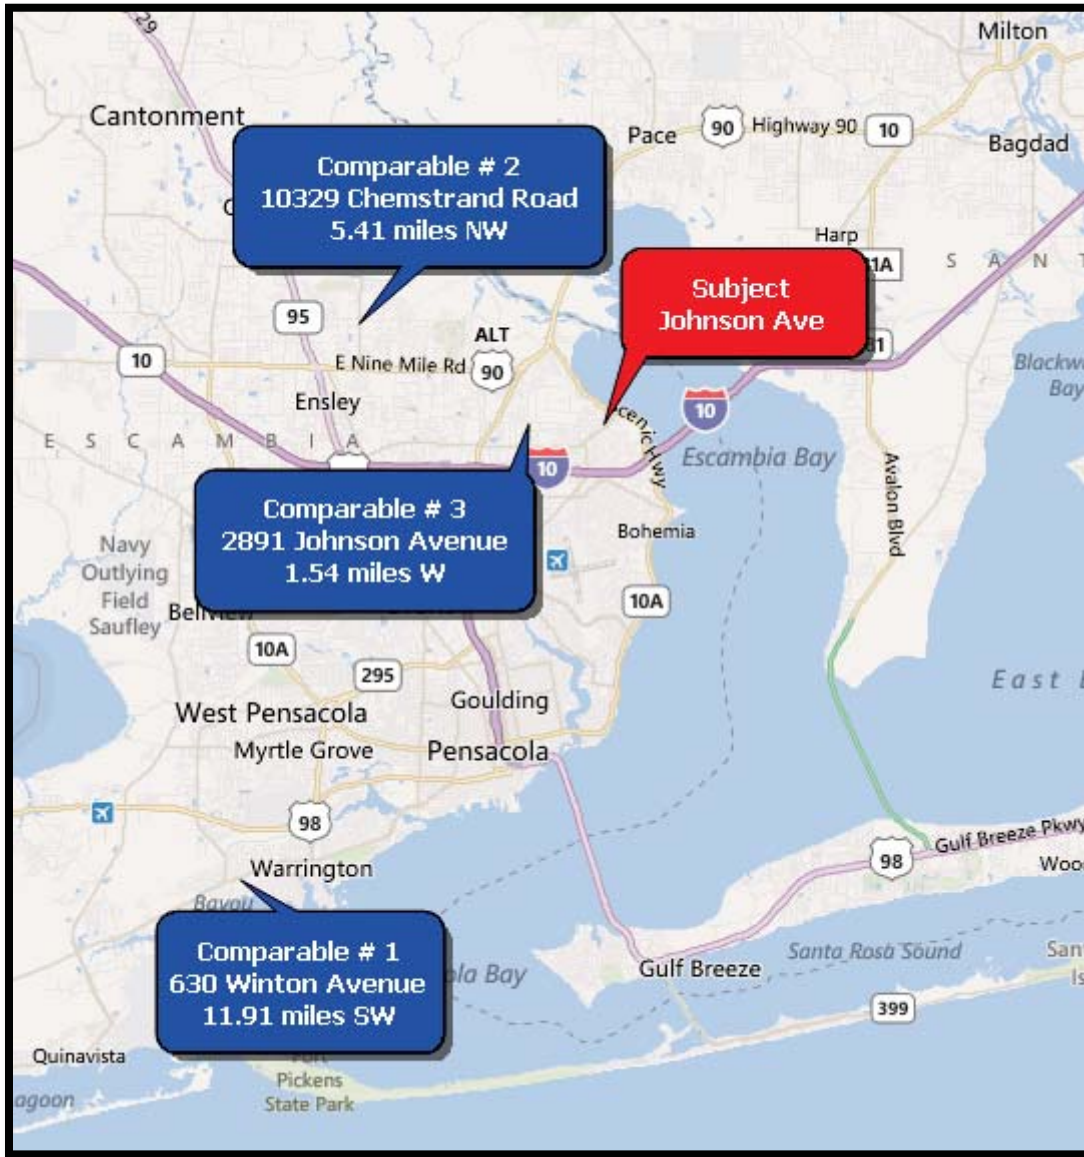 29
Milton
Cantonment
Pace
90
Highway 90
10
Bagdad
Comparable # 2
10329 Chemstrand Road
5.41 miles NW
Harp
S A N T
Subject
Johnson Ave
95
ALT
90
10
E Nine Mile Rd
Ensley
10
E S C A M B I A
Escambia Bay
10
Comparable # 3
2891 Johnson Avenue
1.54 miles W
Avalon Blvd
Navy
Outlying
Field
Saufley
Bohemia
10A
10A
295
Goulding
West Pensacola
Myrtle Grove
Pensacola
98
Warrington
Bayou
Gulf Breeze Pkwy
98
Comparable # 1
630 Winton Avenue
11.91 miles SW
Gulf Breeze
Santa Rosa Sound
399
Quinavista
Pickens
State Park